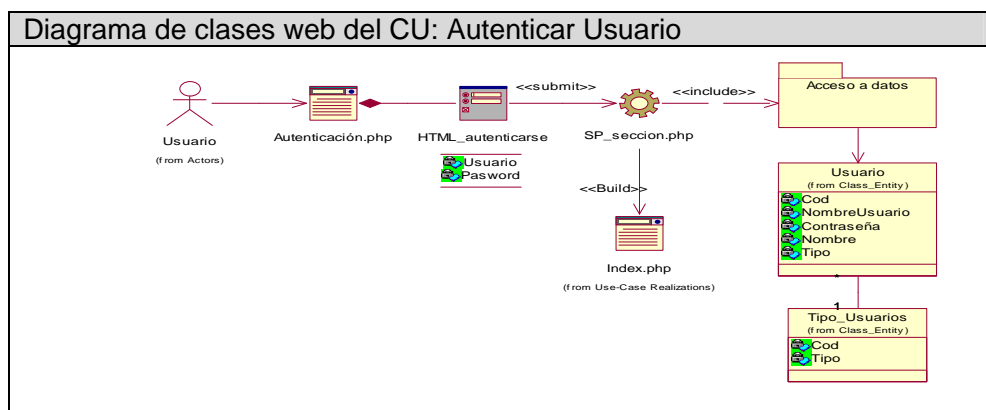 Diagrama de clases web del CU: Autenticar Usuario
Usuario
(from Actors)
Autenticación.php
HTML_autenticarse
Usuario
Pasword
<<submit>>
SP_seccion.php
<<include>>
<<Build>>
Index.php
(from Use-Case Realizations)
Acceso a datos
Usuario
(from Class_Entity)
Cod
NombreUsuario
Contraseña
Nombre
Tipo
*
1
Tipo_Usuarios
(from Class_Entity)
Cod
Tipo